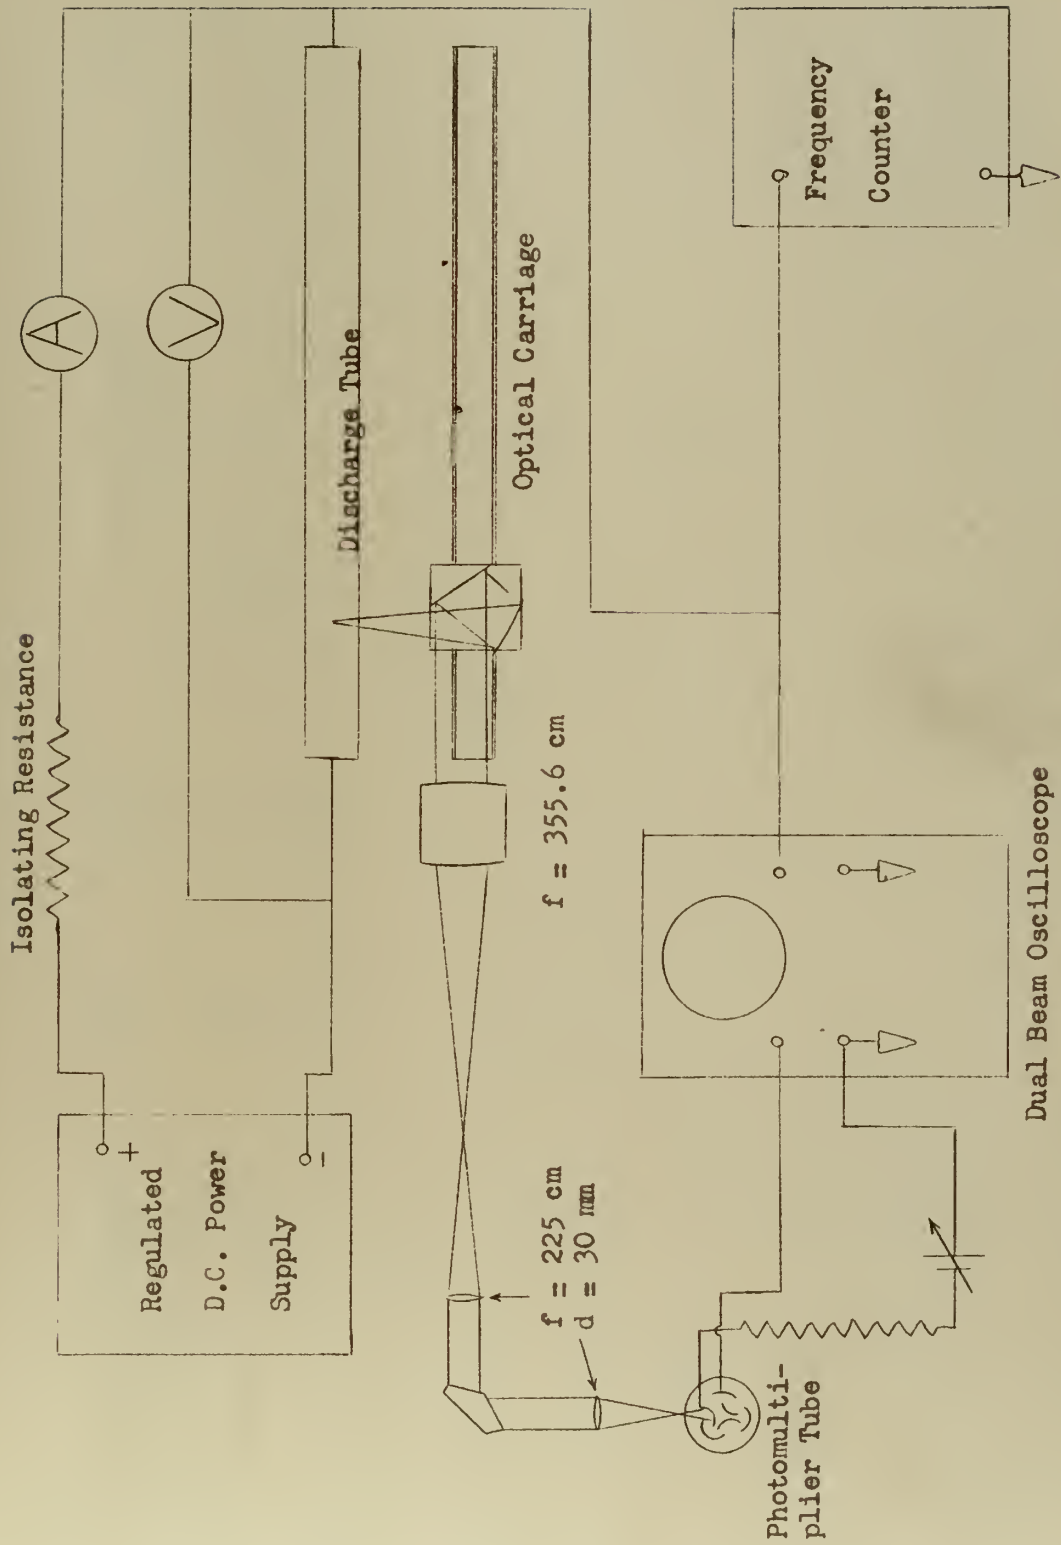 Isolating Resistance
A
V
+
-
Regulated
D.C. Power
Supply
Discharge Tube
Optical Carriage
f = 355.6 cm
f = 225 cm
d = 30 mm
Photomulti-
plier Tube
Frequency
Counter
Dual Beam Oscilloscope